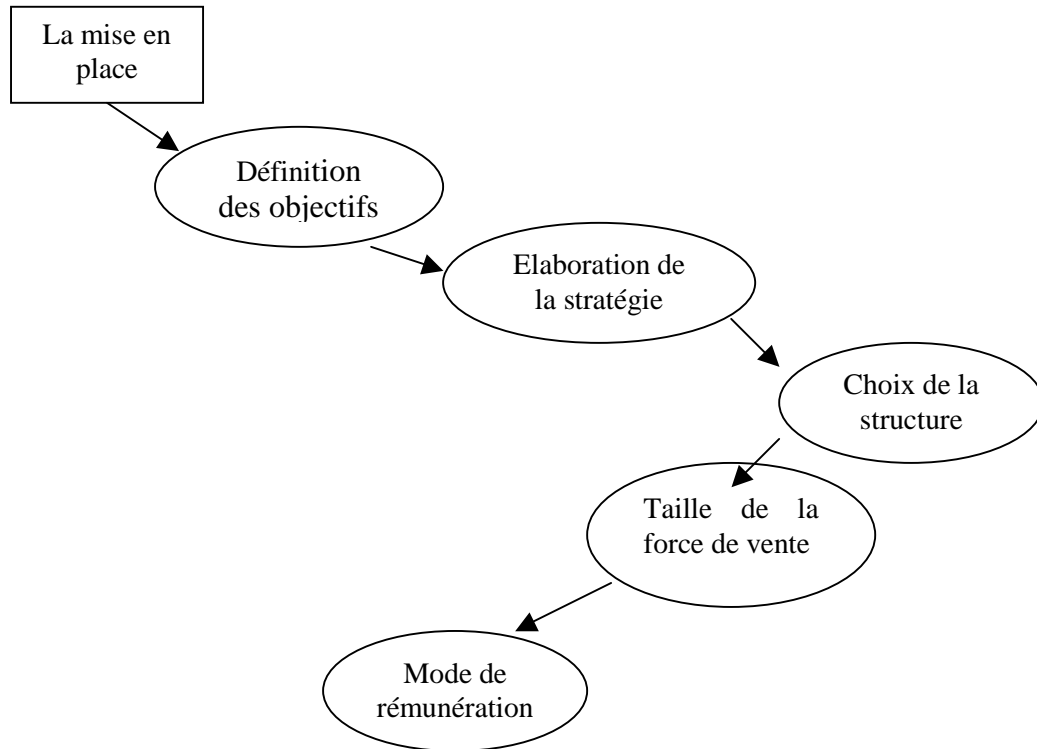 La mise en
place
Définition
des objectifs
Elaboration de
la stratégie
Choix de la
structure
Taille de la
force de vente
Mode de
rémunération